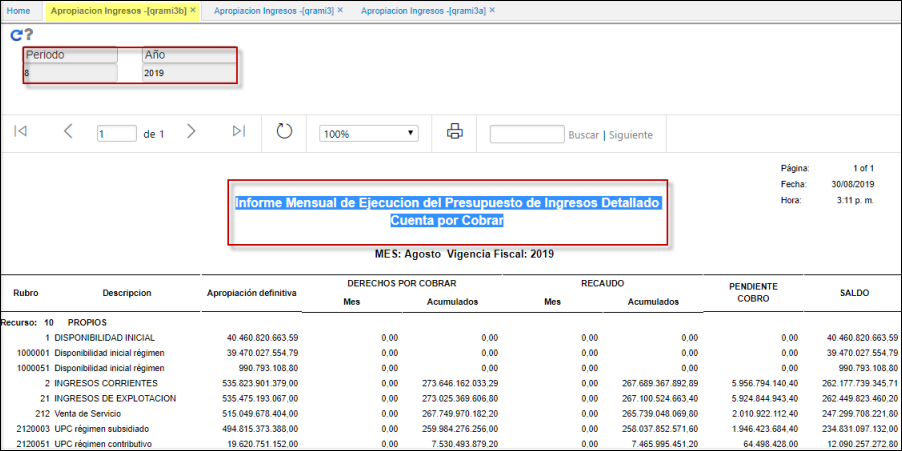 Home Apropiacion Ingresos -[qrami3b] × Apropiacion Ingresos -[qrami3] × Apropiacion Ingresos -[qrami3a] ×
Periodo Año
8 2019
1 de 1 100% Buscar | Siguiente
Página: 1 of 1
Fecha: 30/08/2019
Hora: 3:11 p. m.
Informe Mensual de Ejecucion del Presupuesto de Ingresos Detallado
Cuenta por Cobrar
MES: Agosto Vigencia Fiscal: 2019
DERECHOS POR COBRAR RECAUDO PENDIENTE
Rubro Descripcion Apropiación definitiva Mes Acumulados Mes Acumulados COBRO SALDO
Recurso: 10 PROPIOS
1 DISPONIBILIDAD INICIAL 40.460.820.663,59 0,00 0,00 0,00 0,00 0,00 40.460.820.663,59
1000001 Disponibilidad inicial régimen 39.470.027.554,79 0,00 0,00 0,00 0,00 0,00 39.470.027.554,79
1000051 Disponibilidad inicial régimen 990.793.108,80 0,00 0,00 0,00 0,00 0,00 990.793.108,80
2 INGRESOS CORRIENTES 535.823.901.379,00 0,00 273.646.162.033,29 0,00 267.689.367.892,89 5.956.794.140,40 262.177.739.345,71
21 INGRESOS DE EXPLOTACION 535.475.193.067,00 0,00 273.025.369.606,80 0,00 267.100.524.663,40 5.924.844.943,40 262.449.823.460,20
212 Venta de Servicio 515.049.678.404,00 0,00 267.749.970.182,20 0,00 265.739.048.069,80 2.010.922.112,40 247.299.708.221,80
2120003 UPC régimen subsidiado 494.815.373.388,00 0,00 259.984.276.256,00 0,00 258.037.852.571,60 1.946.423.684,40 234.831.097.132,00
2120051 UPC régimen contributivo 19.620.751.152,00 0,00 7.530.493.879,20 0,00 7.465.995.451,20 64.498.428,00 12.090.257.272,80